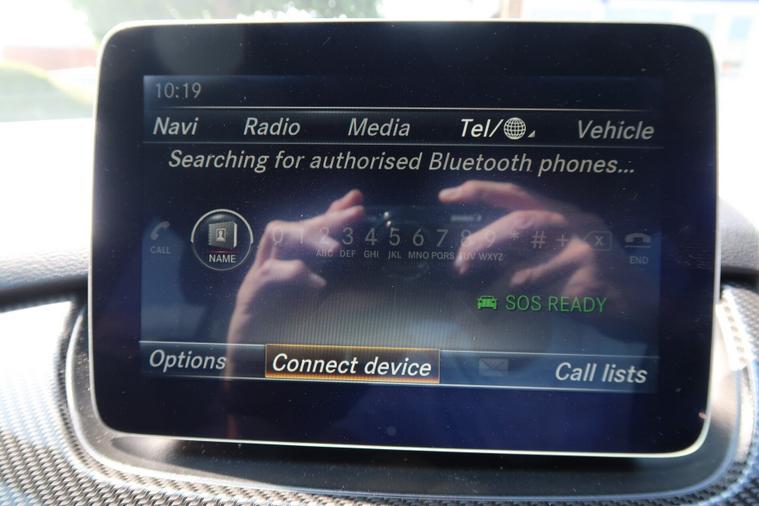 10:19
Navi Radio Media Tel/ Vehicle
Searching for authorised Bluetooth phones...
0 1 2 3 4 5 6 7 8 9 * # + X
CALL NAME ABC DEF GHI JKL MNO PQRS TUV WXYZ END
SOS READY
Options Connect device Call lists